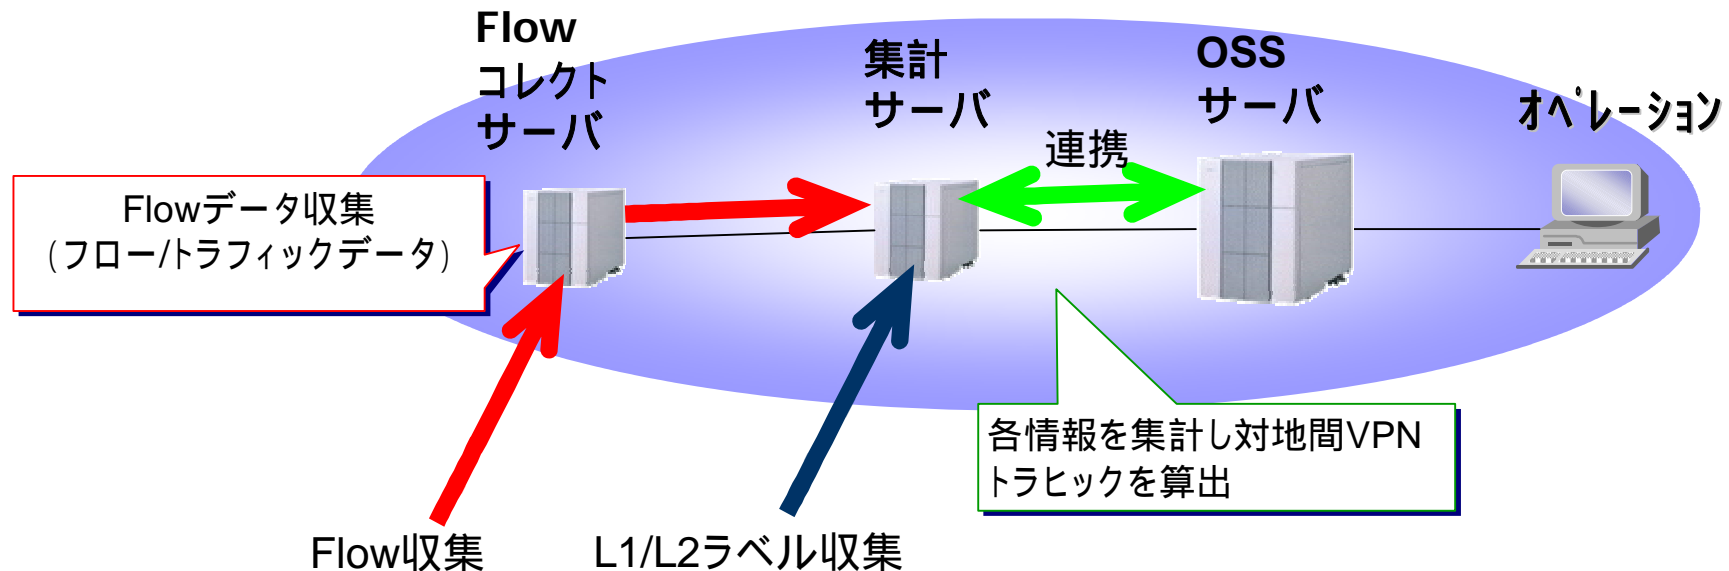 Flow
コレクト
サーバ
集計
サーバ
OSS
サーバ
オペレーション
連携
Flowデータ収集
(フロー/トラフィックデータ)
各情報を集計し対地間VPN
トラヒックを算出
Flow収集
L1/L2ラベル収集